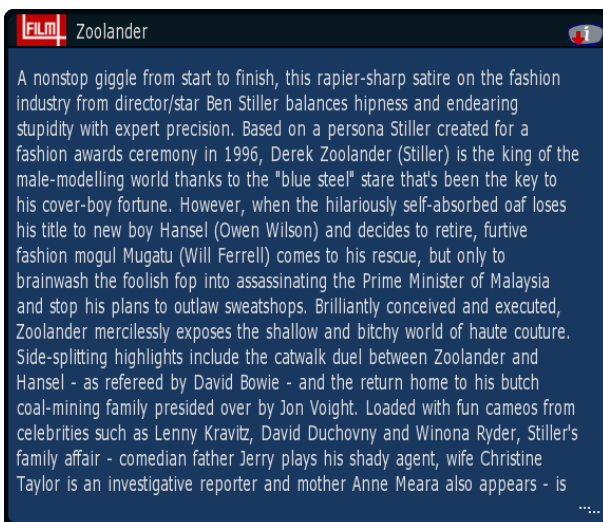 FILM4 Zoolander i
A nonstop giggle from start to finish, this rapier-sharp satire on the fashion
industry from director/star Ben Stiller balances hipness and endearing
stupidity with expert precision. Based on a persona Stiller created for a
fashion awards ceremony in 1996, Derek Zoolander (Stiller) is the king of the
male-modelling world thanks to the "blue steel" stare that's been the key to
his cover-boy fortune. However, when the hilariously self-absorbed oaf loses
his title to new boy Hansel (Owen Wilson) and decides to retire, furtive
fashion mogul Mugatu (Will Ferrell) comes to his rescue, but only to
brainwash the foolish fop into assassinating the Prime Minister of Malaysia
and stop his plans to outlaw sweatshops. Brilliantly conceived and executed,
Zoolander mercilessly exposes the shallow and bitchy world of haute couture.
Side-splitting highlights include the catwalk duel between Zoolander and
Hansel - as refereed by David Bowie - and the return home to his butch
coal-mining family presided over by Jon Voight. Loaded with fun cameos from
celebrities such as Lenny Kravitz, David Duchovny and Winona Ryder, Stiller's
family affair - comedian father Jerry plays his shady agent, wife Christine
Taylor is an investigative reporter and mother Anne Meara also appears - is
...